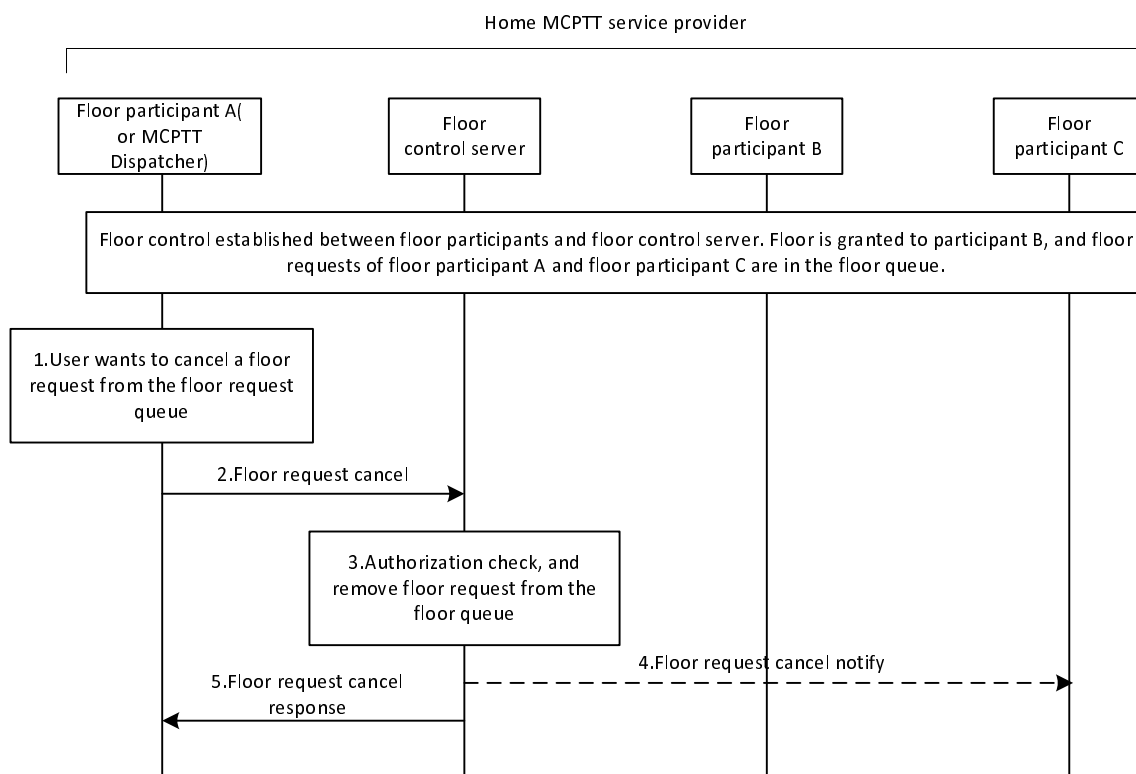 Home MCPTT service provider
Floor participant A(
or MCPTT
Dispatcher)
Floor
control server
Floor
participant B
Floor
participant C
Floor control established between floor participants and floor control server. Floor is granted to participant B, and floor
requests of floor participant A and floor participant C are in the floor queue.
1.User wants to cancel a floor
request from the floor request
queue
2.Floor request cancel
3.Authorization check, and
remove floor request from the
floor queue
4.Floor request cancel notify
5.Floor request cancel
response